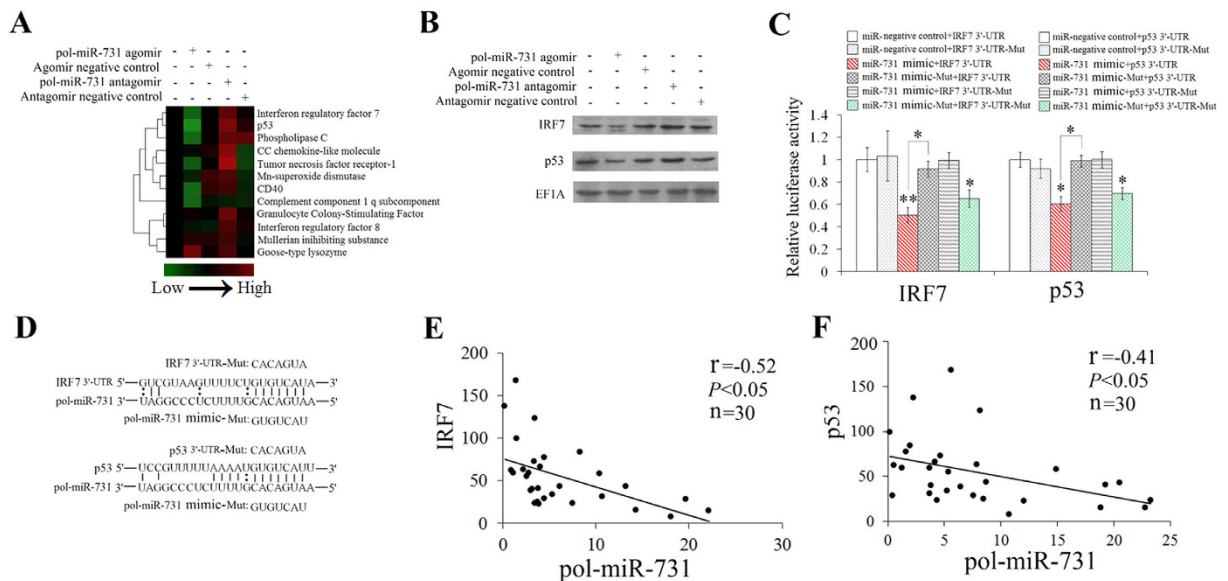 A
pol-miR-731 agomir - + - - -
Agomir negative control - - + - -
pol-miR-731 antagomir - - - + -
Antagomir negative control - - - - +
Interferon regulatory factor 7
p53
Phospholipase C
CC chemokine-like molecule
Tumor necrosis factor receptor-1
Mn-superoxide dismutase
CD40
Complement component 1 q subcomponent
Granulocyte Colony-Stimulating Factor
Interferon regulatory factor 8
Mullerian inihibiting substance
Goose-type lysozyme
Low High
B
pol-miR-731 agomir - + - - -
Agomir negative control - - + - -
pol-miR-731 antagomir - - - + -
Antagomir negative control - - - - +
IRF7
p53
EF1A
C
miR-negative control+IRF7 3'-UTR
miR-negative control+IRF7 3'-UTR-Mut
miR-731 mimic+IRF7 3'-UTR
miR-731 mimic-Mut+IRF7 3'-UTR
miR-731 mimic+IRF7 3'-UTR-Mut
miR-731 mimic-Mut+IRF7 3'-UTR-Mut
miR-negative control+p53 3'-UTR
miR-negative control+p53 3'-UTR-Mut
miR-731 mimic+p53 3'-UTR
miR-731 mimic-Mut+p53 3'-UTR
miR-731 mimic+p53 3'-UTR-Mut
miR-731 mimic-Mut+p53 3'-UTR-Mut
Relative luciferase activity
1.4
1.2
1
0.8
0.6
0.4
0.2
0
*
**
*
*
*
*
IRF7 p53
D
IRF7 3'-UTR-Mut: CACAGUA
IRF7 3'-UTR 5'-GUCGUAAGUUUUCUGUGUCAUA-3'
pol-miR-731 3'-UAGGCCCUCUUUUGCACAGUAA-5'
pol-miR-731 mimic-Mut: GUGUCAU
p53 3'-UTR-Mut: CACAGUA
p53 5'-UCCGUUUUUAAAAUGUGUCAUU-3'
pol-miR-731 3'-UAGGCCCUCUUUUGCACAGUAA-5'
pol-miR-731 mimic-Mut: GUGUCAU
E
IRF7
200
150
100
50
0
0 10 20 30
pol-miR-731
r=-0.52
P<0.05
n=30
F
p53
200
150
100
50
0
0 5 10 15 20 25
pol-miR-731
r=-0.41
P<0.05
n=30